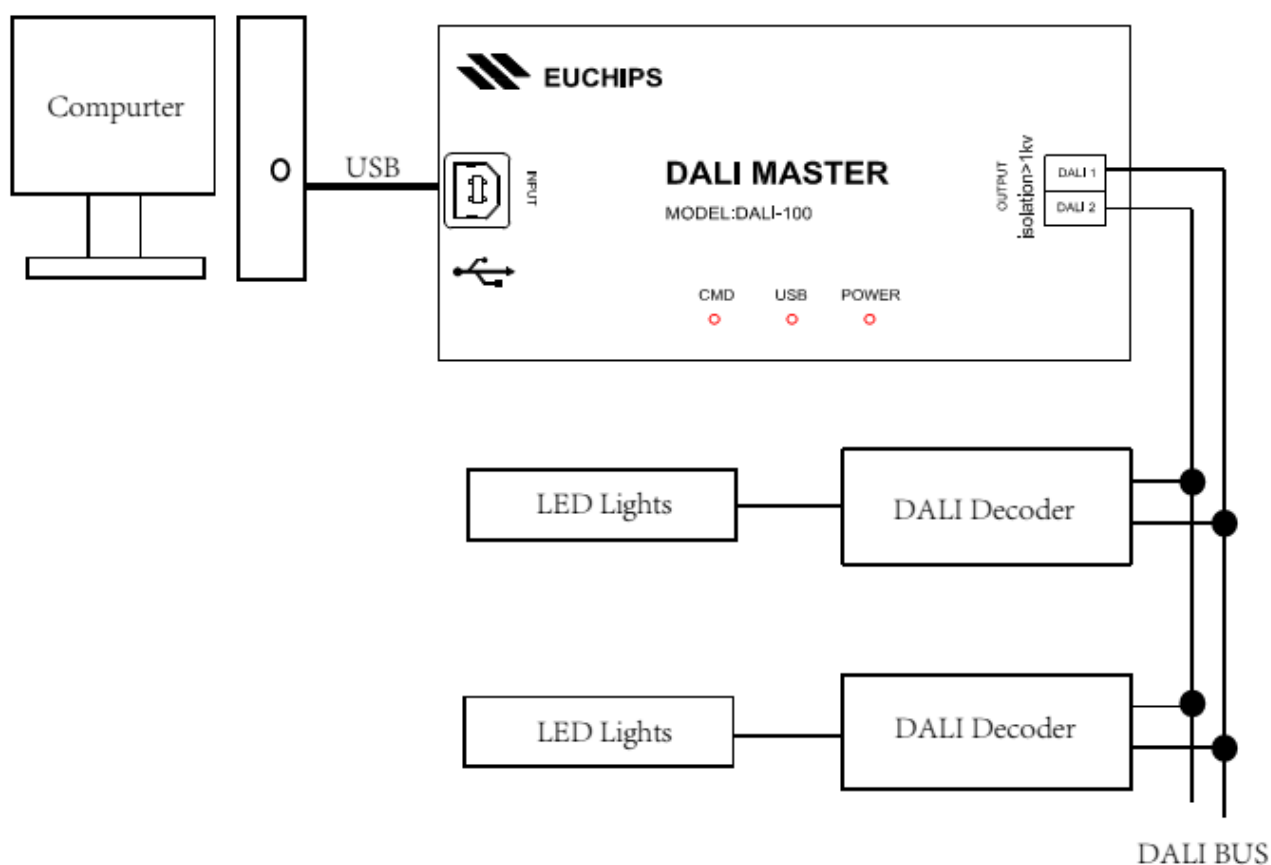 Compurter
USB
EUCHIPS
INPUT
DALI MASTER
MODEL:DALI-100
OUTPUT
isolation>1kv
DALI 1
DALI 2
CMD USB POWER
LED Lights
DALI Decoder
LED Lights
DALI Decoder
DALI BUS